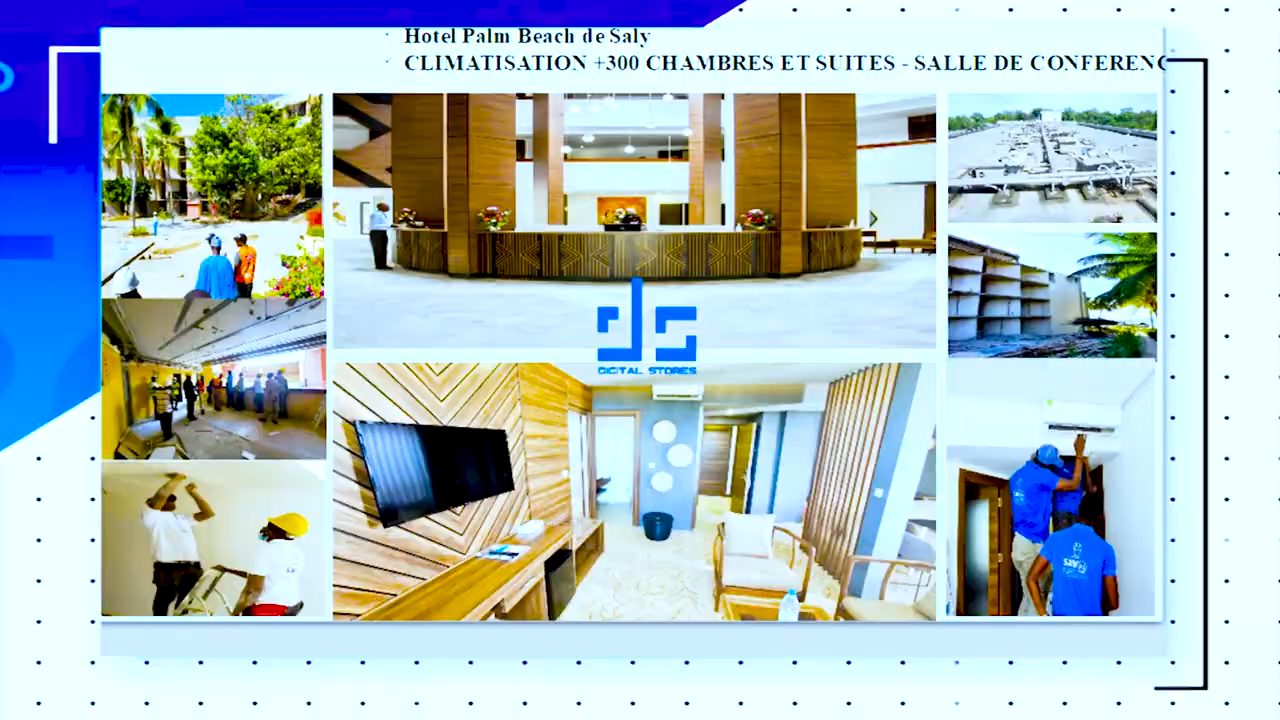 Hotel Palm Beach de Saly
CLIMATISATION +300 CHAMBRES ET SUITES - SALLE DE CONFERENC
DIGITAL STORES